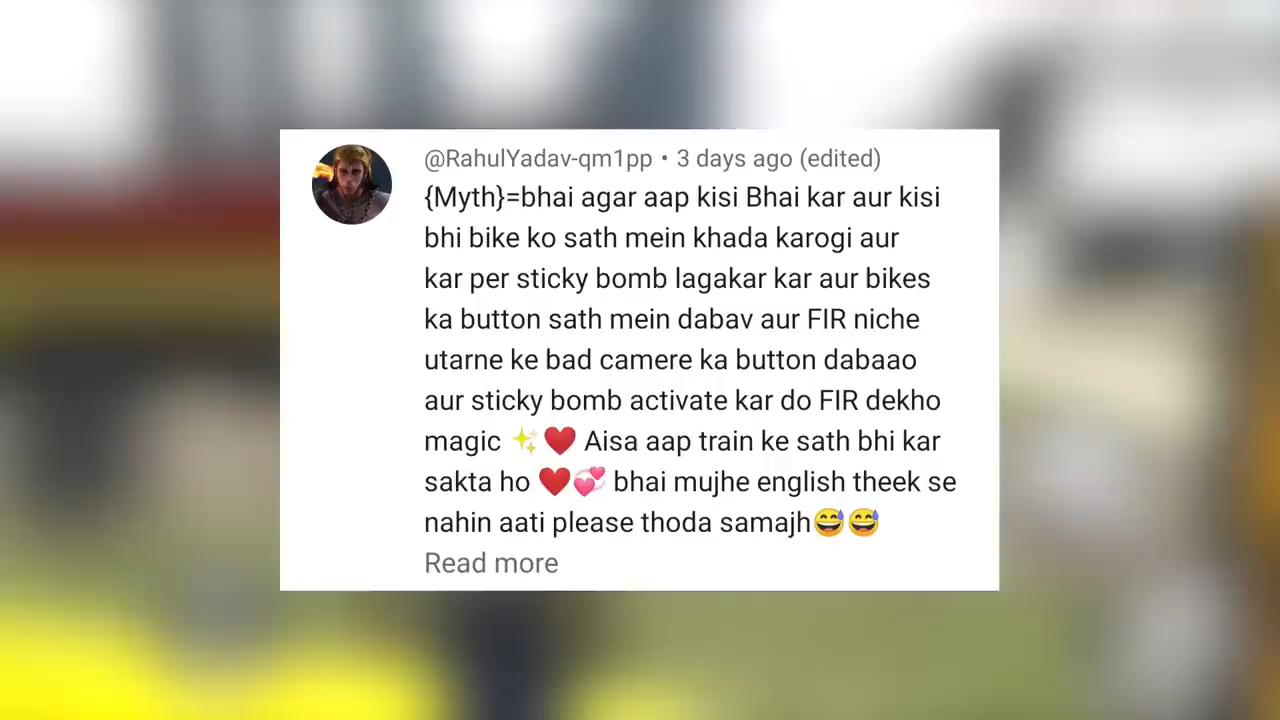 @RahulYadav-qm1pp • 3 days ago (edited)
{Myth}=bhai agar aap kisi Bhai kar aur kisi
bhi bike ko sath mein khada karogi aur
kar per sticky bomb lagakar kar aur bikes
ka button sath mein dabav aur FIR niche
utarne ke bad camere ka button dabaao
aur sticky bomb activate kar do FIR dekho
magic ✨❤️ Aisa aap train ke sath bhi kar
sakta ho ❤️💞 bhai mujhe english theek se
nahin aati please thoda samajh😅😅
Read more